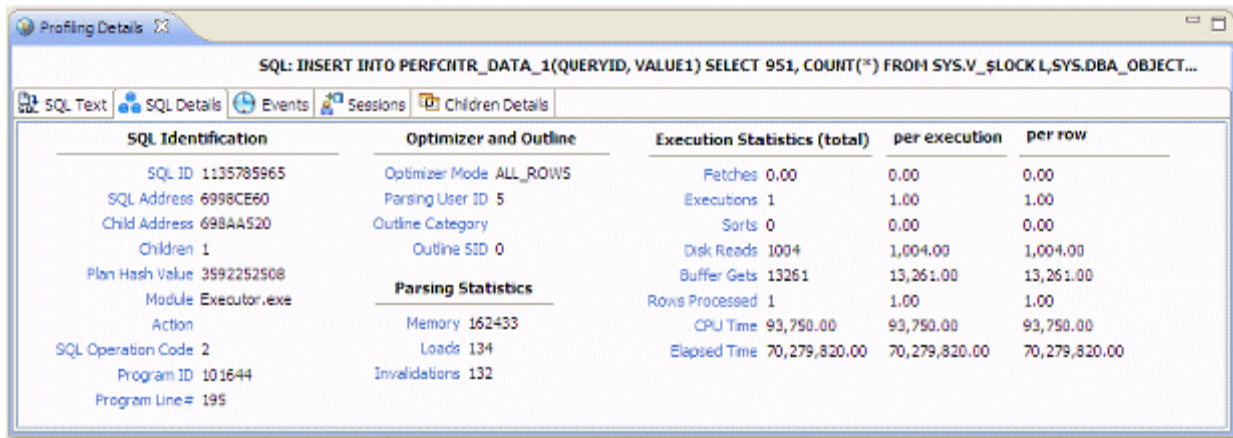 Profiling Details
SQL: INSERT INTO PERFCNTR_DATA_1(QUERYID, VALUE1) SELECT 951, COUNT(*) FROM SYS.V_$LOCK L,SYS.DBA_OBJECT...
SQL Text SQL Details Events Sessions Children Details
SQL Identification
SQL ID 1135785965
SQL Address 6998CE60
Child Address 698AA520
Children 1
Plan Hash Value 3592252508
Module Executor.exe
Action
SQL Operation Code 2
Program ID 101644
Program Line# 195
Optimizer and Outline
Optimizer Mode ALL_ROWS
Parsing User ID 5
Outline Category
Outline SID 0
Parsing Statistics
Memory 162433
Loads 134
Invalidations 132
Execution Statistics (total) per execution per row
Fetches 0.00 0.00 0.00
Executions 1 1.00 1.00
Sorts 0 0.00 0.00
Disk Reads 1004 1,004.00 1,004.00
Buffer Gets 13261 13,261.00 13,261.00
Rows Processed 1 1.00 1.00
CPU Time 93,750.00 93,750.00 93,750.00
Elapsed Time 70,279,820.00 70,279,820.00 70,279,820.00